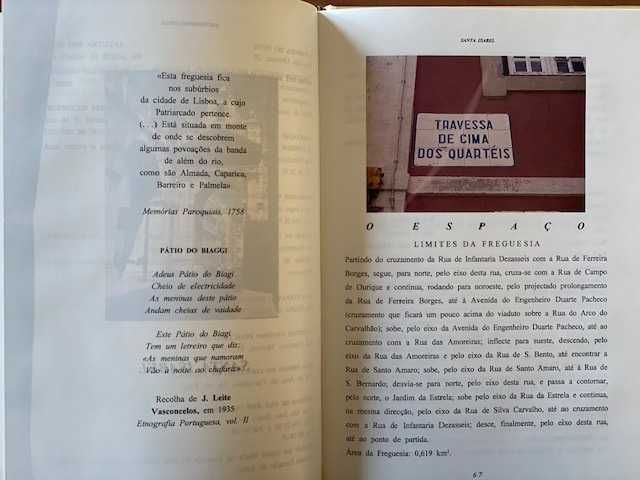 «Esta freguesia fica
nos subúrbios
da cidade de Lisboa, a cujo
Patriarcado pertence.
(. . .) Está situada em monte
de onde se descobrem
algumas povoações da banda
de além do rio,
como são Almada, Caparica,
Barreiro e Palmela»
Memórias Paroquiais, 1758
PÁTIO DO BIAGGI
Adeus Pátio do Biagi
Cheio de electricidade
As meninas deste pátio
Andam cheias de vaidade
Este Pátio do Biagi
Tem um letreiro que diz:
«As meninas que namoram
Vão à noite ao chafariz»
Recolha de J. Leite
Vasconcelos, em 1935
Etnografia Portuguesa, vol. II
SANTA ISABEL
TRAVESSA
DE CIMA
DOS QUARTÉIS
O ESPAÇO
LIMITES DA FREGUESIA
Partindo do cruzamento da Rua de Infantaria Dezasseis com a Rua de Ferreira
Borges, segue, para norte, pelo eixo desta rua, cruza-se com a Rua de Campo
de Ourique e continua, rodando para noroeste, pelo projectado prolongamento
da Rua de Ferreira Borges, até à Avenida do Engenheiro Duarte Pacheco
(cruzamento que ficará um pouco acima do viaduto sobre a Rua do Arco do
Carvalhão); sobe, pelo eixo da Avenida do Engenheiro Duarte Pacheco, até ao
cruzamento com a Rua das Amoreiras; inflecte para sueste, descendo, pelo
eixo da Rua das Amoreiras e pelo eixo da Rua de S. Bento, até encontrar a
Rua de Santo Amaro; sobe, pelo eixo da Rua de Santo Amaro, até à Rua de
S. Bernardo; desvia-se para norte, pelo eixo desta rua, e passa a contornar,
pelo norte, o Jardim da Estrela; sobe pelo eixo da Rua da Estrela e continua,
na mesma direcção, pelo eixo da Rua de Silva Carvalho, até ao cruzamento
com a Rua de Infantaria Dezasseis; desce, finalmente, pelo eixo desta rua,
até ao ponto de partida.
Área da Freguesia: 0,619 km².
67